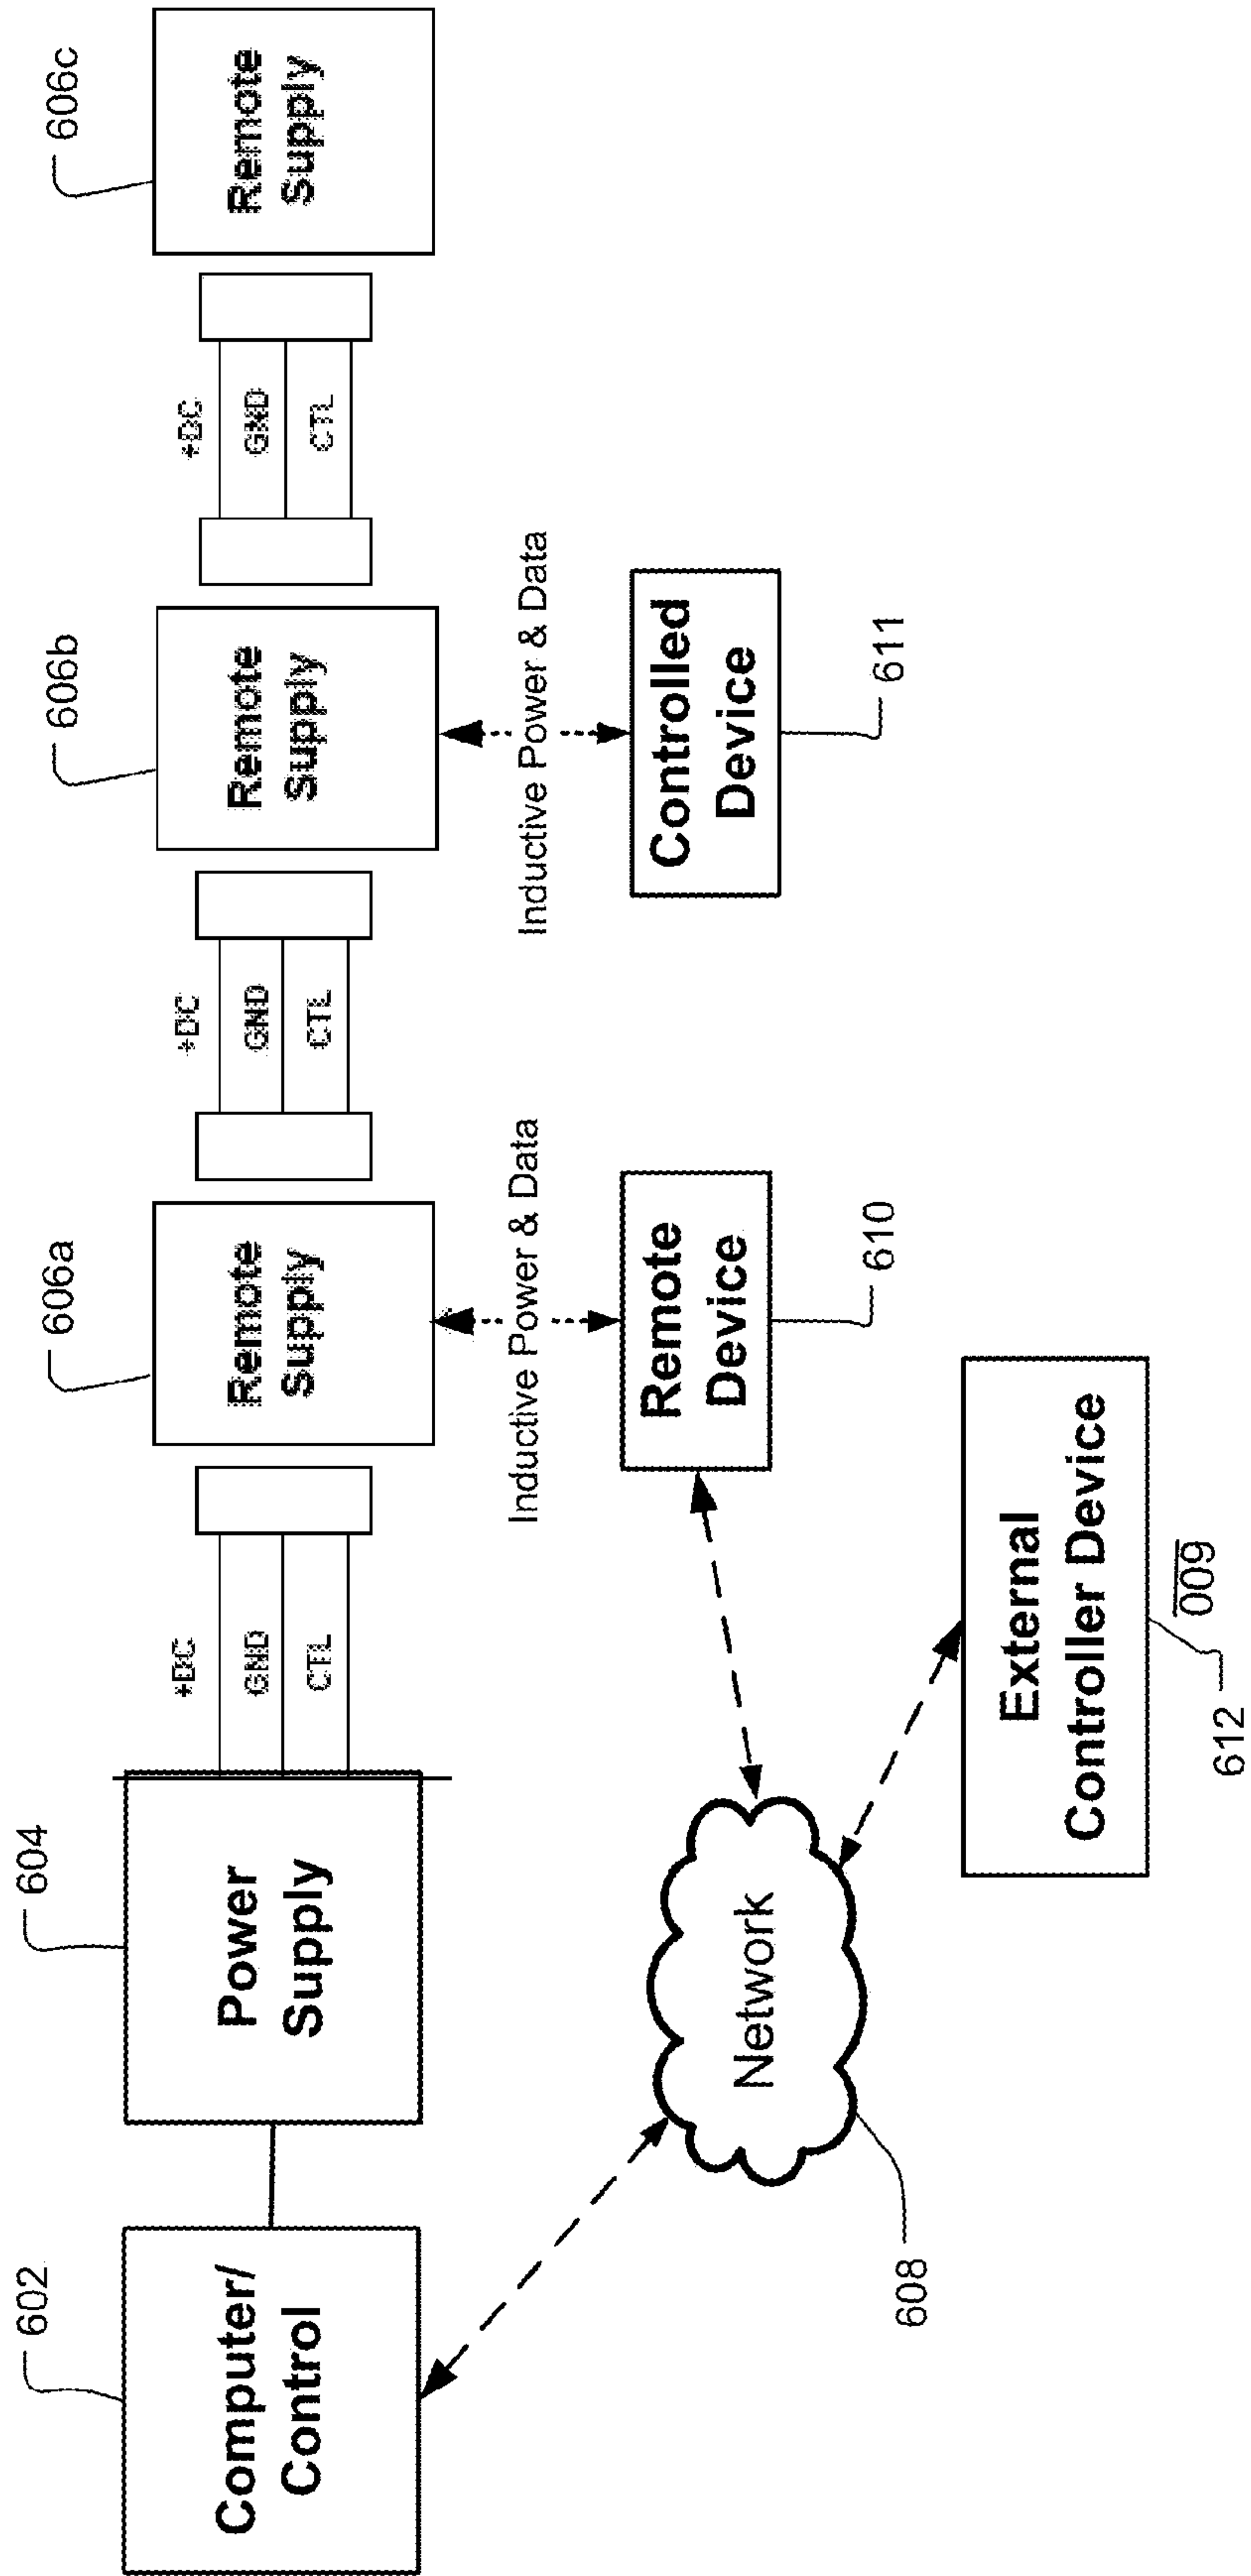 602
604
606a
606b
606c
Computer/
Control
Power
Supply
+DC
GND
CTL
Remote
Supply
+DC
GND
CTL
Remote
Supply
+DC
GND
CTL
Remote
Supply
Inductive Power & Data
Inductive Power & Data
Network
608
Remote
Device
610
Controlled
Device
611
External
Controller Device
612
600